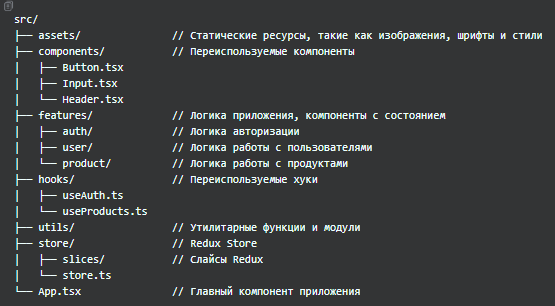 src/
├── assets/ // Статические ресурсы, такие как изображения, шрифты и стили
├── components/ // Переиспользуемые компоненты
│ ├── Button.tsx
│ ├── Input.tsx
│ └── Header.tsx
├── features/ // Логика приложения, компоненты с состоянием
│ ├── auth/ // Логика авторизации
│ ├── user/ // Логика работы с пользователями
│ └── product/ // Логика работы с продуктами
├── hooks/ // Переиспользуемые хуки
│ ├── useAuth.ts
│ └── useProducts.ts
├── utils/ // Утилитарные функции и модули
├── store/ // Redux Store
│ ├── slices/ // Слайсы Redux
│ └── store.ts
└── App.tsx // Главный компонент приложения